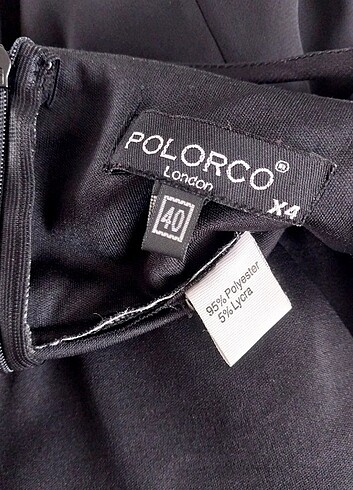 POLORCO®
London
X4
40
95% Polyester
5% Lycra